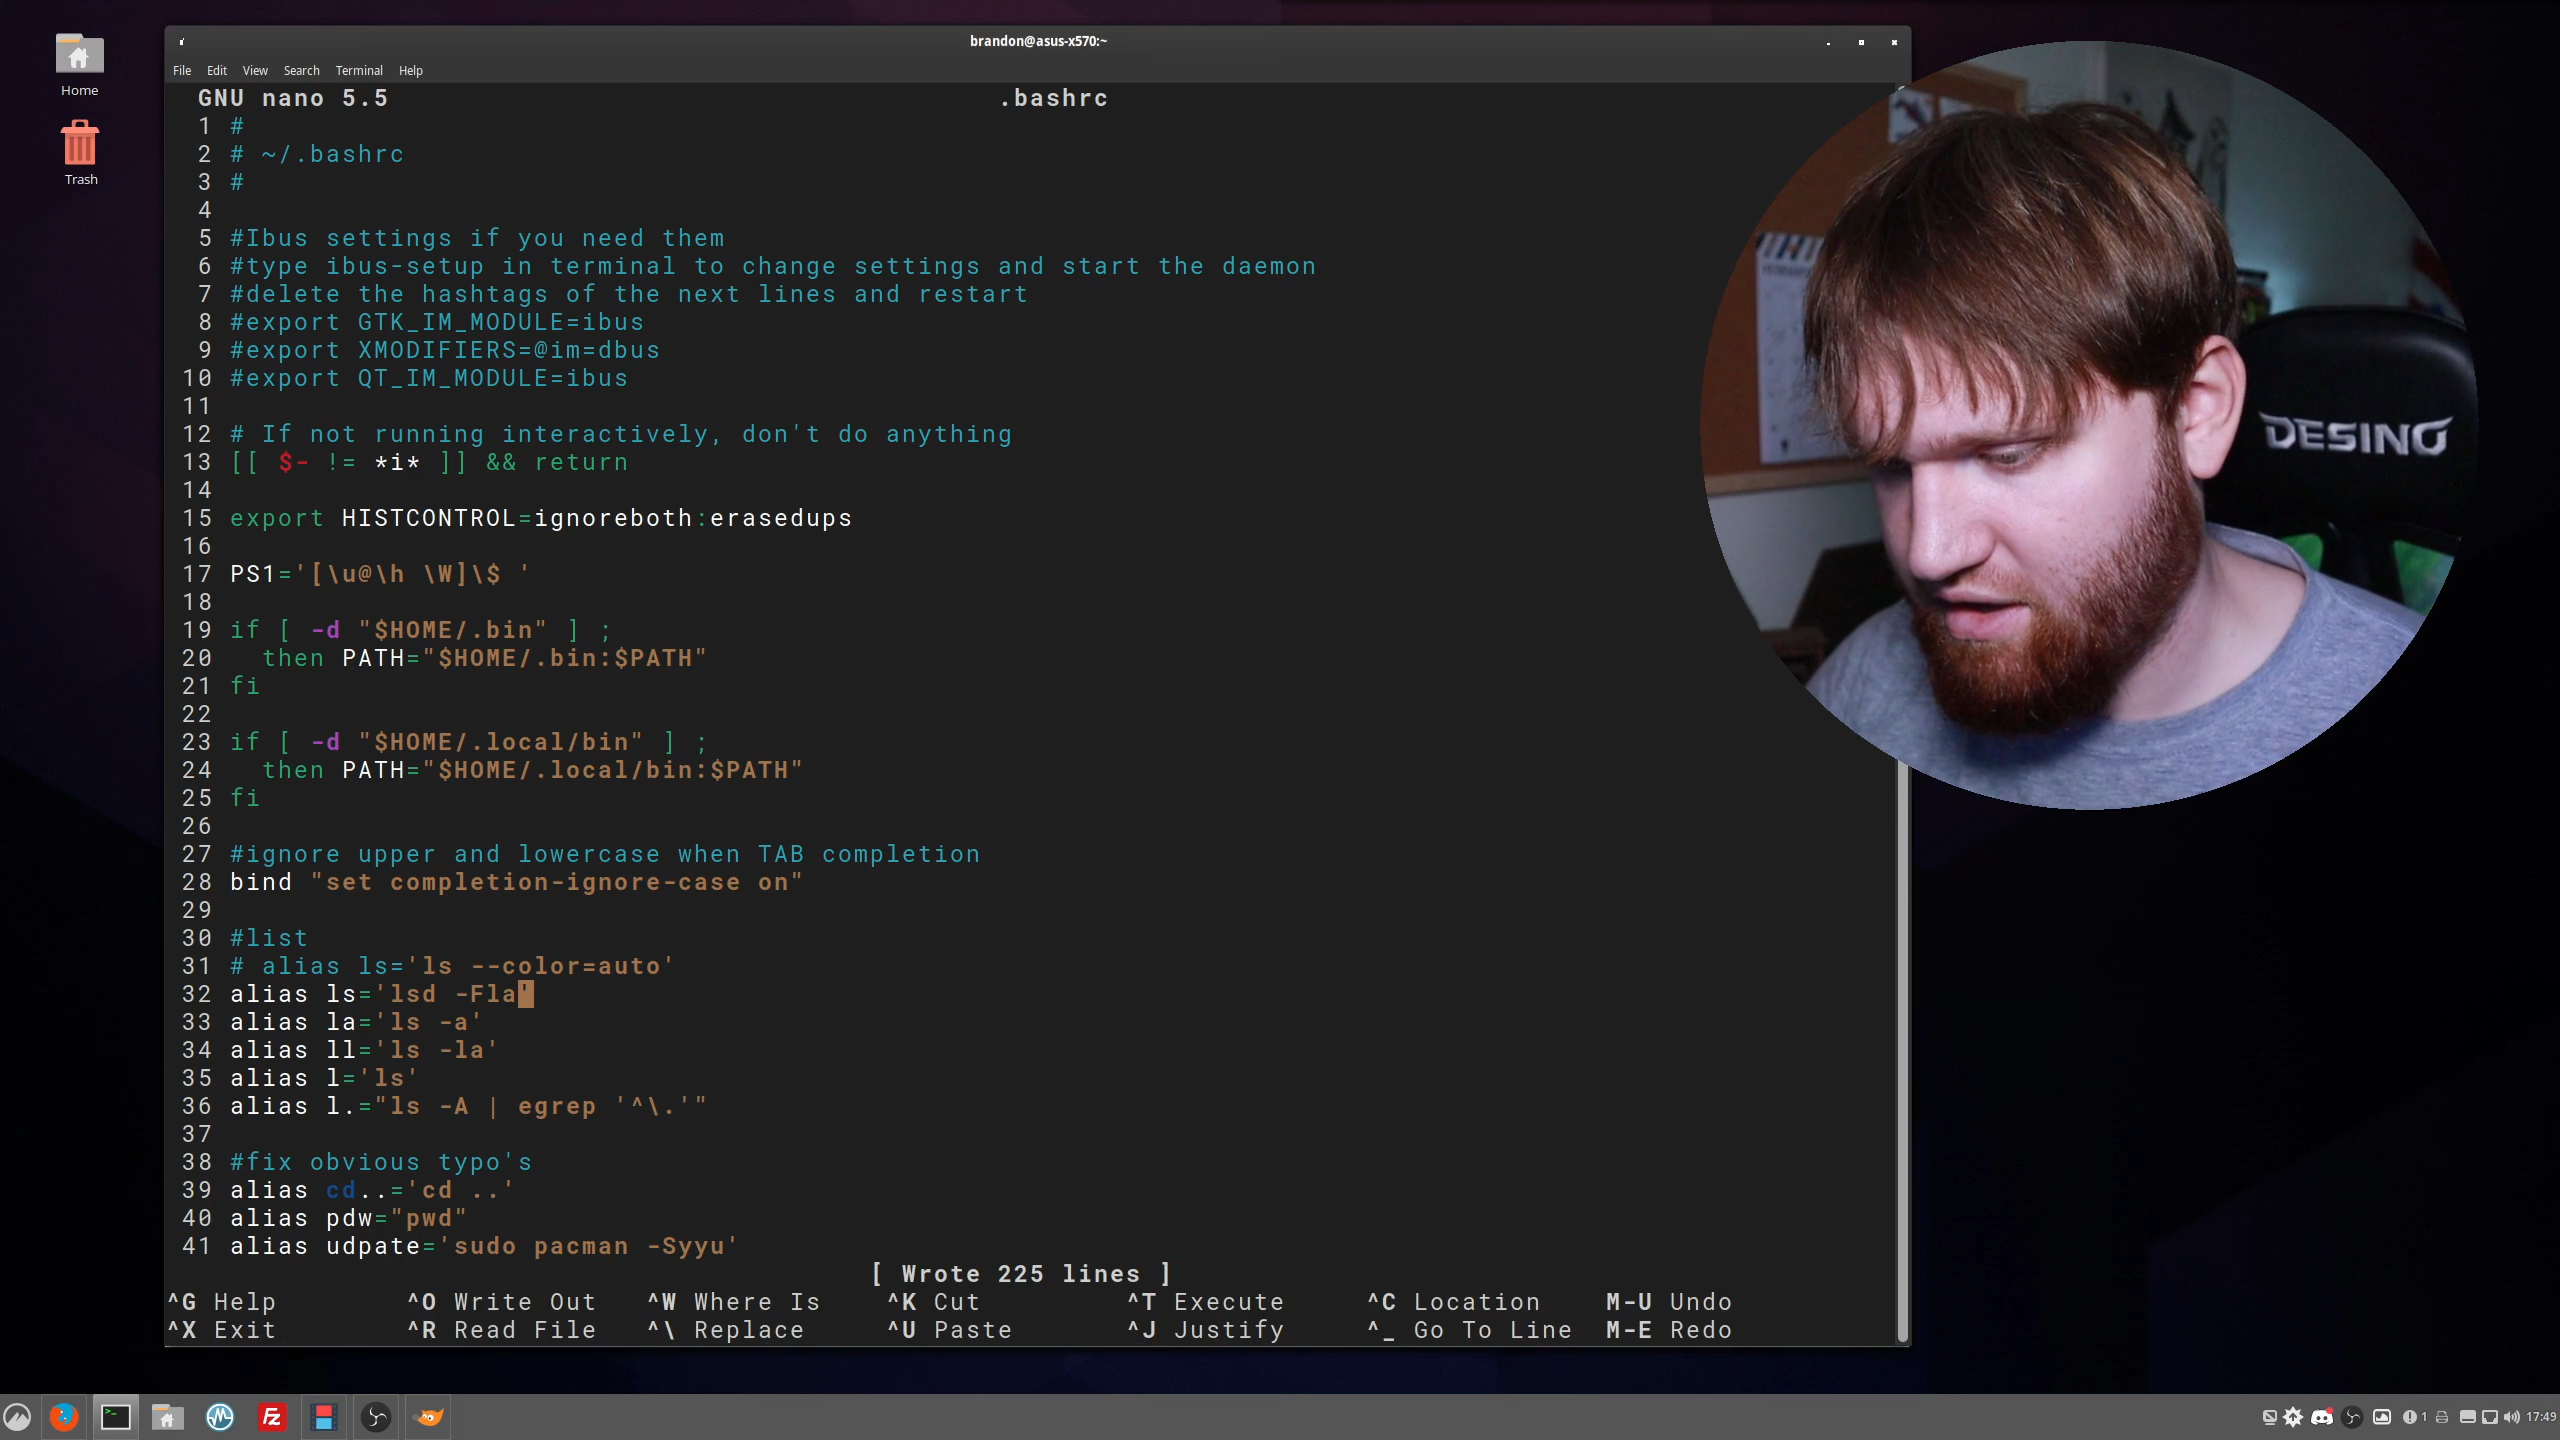 Home
Trash
brandon@asus-x570:~
File Edit View Search Terminal Help
GNU nano 5.5 .bashrc
1 #
2 # ~/.bashrc
3 #
4
5 #Ibus settings if you need them
6 #type ibus-setup in terminal to change settings and start the daemon
7 #delete the hashtags of the next lines and restart
8 #export GTK_IM_MODULE=ibus
9 #export XMODIFIERS=@im=dbus
10 #export QT_IM_MODULE=ibus
11
12 # If not running interactively, don't do anything
13 [[ $- != *i* ]] && return
14
15 export HISTCONTROL=ignoreboth:erasedups
16
17 PS1='[\u@\h \W]\$ '
18
19 if [ -d "$HOME/.bin" ] ;
20   then PATH="$HOME/.bin:$PATH"
21 fi
22
23 if [ -d "$HOME/.local/bin" ] ;
24   then PATH="$HOME/.local/bin:$PATH"
25 fi
26
27 #ignore upper and lowercase when TAB completion
28 bind "set completion-ignore-case on"
29
30 #list
31 # alias ls='ls --color=auto'
32 alias ls='lsd -Fla'
33 alias la='ls -a'
34 alias ll='ls -la'
35 alias l='ls'
36 alias l.="ls -A | egrep '^\.'"
37
38 #fix obvious typo's
39 alias cd..='cd ..'
40 alias pdw="pwd"
41 alias udpate='sudo pacman -Syyu'
[ Wrote 225 lines ]
^G Help ^O Write Out ^W Where Is ^K Cut ^T Execute ^C Location M-U Undo
^X Exit ^R Read File ^\ Replace ^U Paste ^J Justify ^_ Go To Line M-E Redo
DESINO
Fz
1 17:49